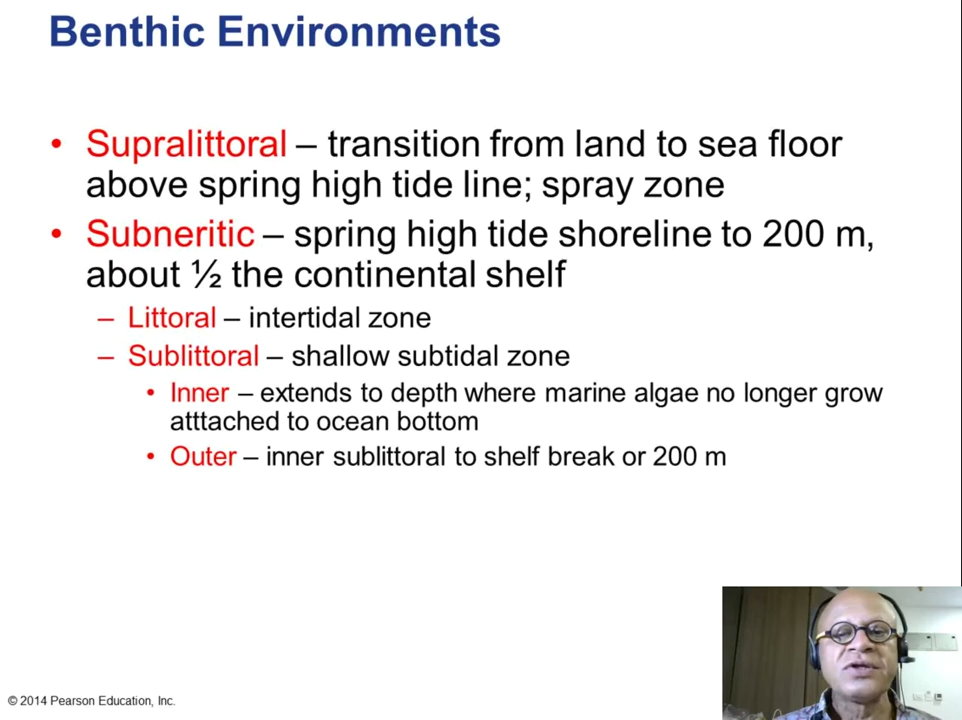 Benthic Environments
• Supralittoral – transition from land to sea floor
above spring high tide line; spray zone
• Subneritic – spring high tide shoreline to 200 m,
about ½ the continental shelf
– Littoral – intertidal zone
– Sublittoral – shallow subtidal zone
• Inner – extends to depth where marine algae no longer grow
atttached to ocean bottom
• Outer – inner sublittoral to shelf break or 200 m
© 2014 Pearson Education, Inc.